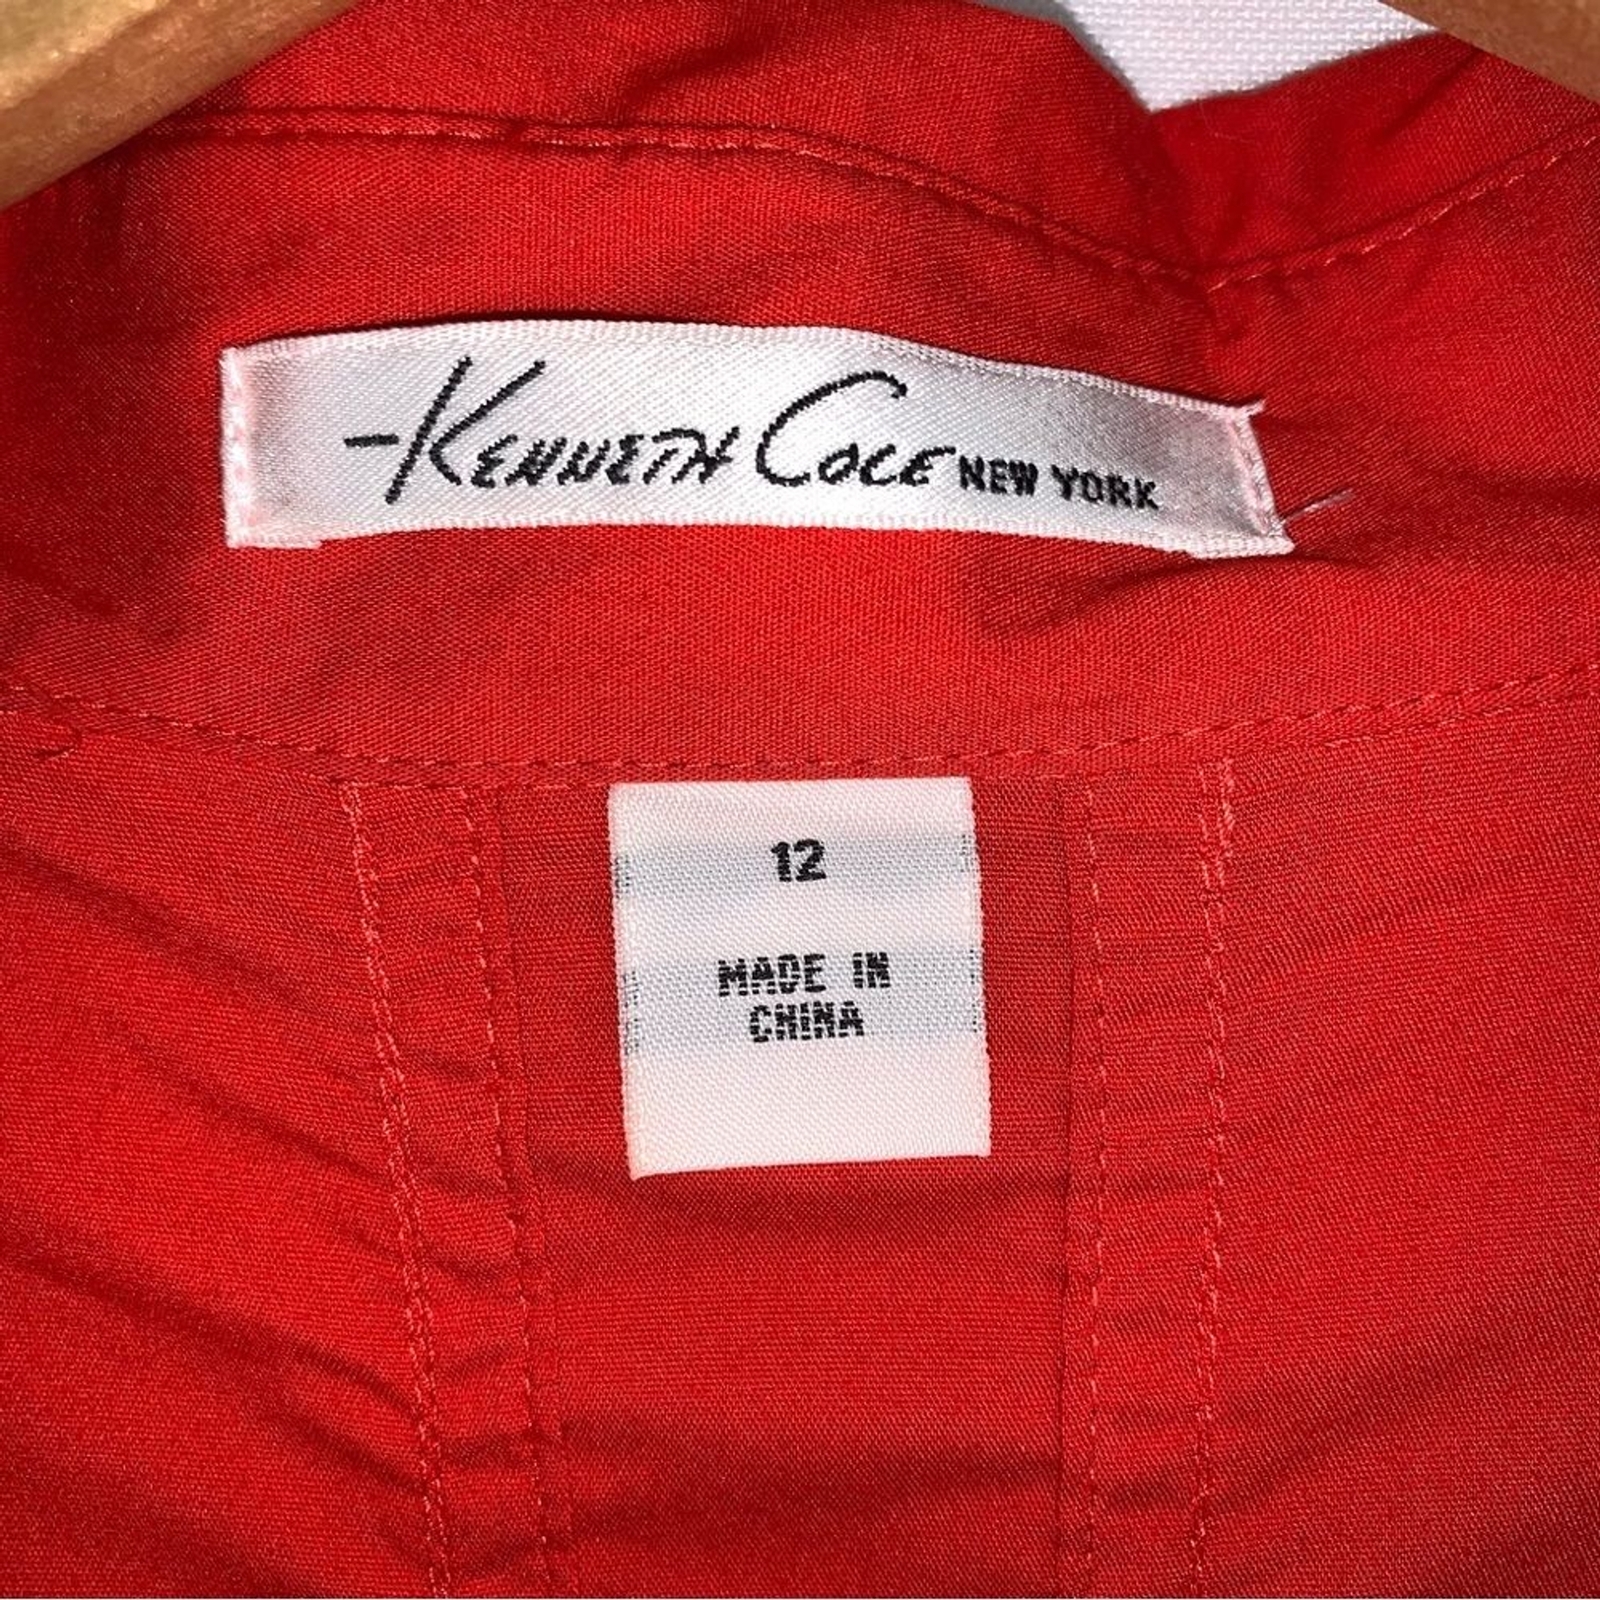 -KENNETH COLE NEW YORK
12
MADE IN
CHINA